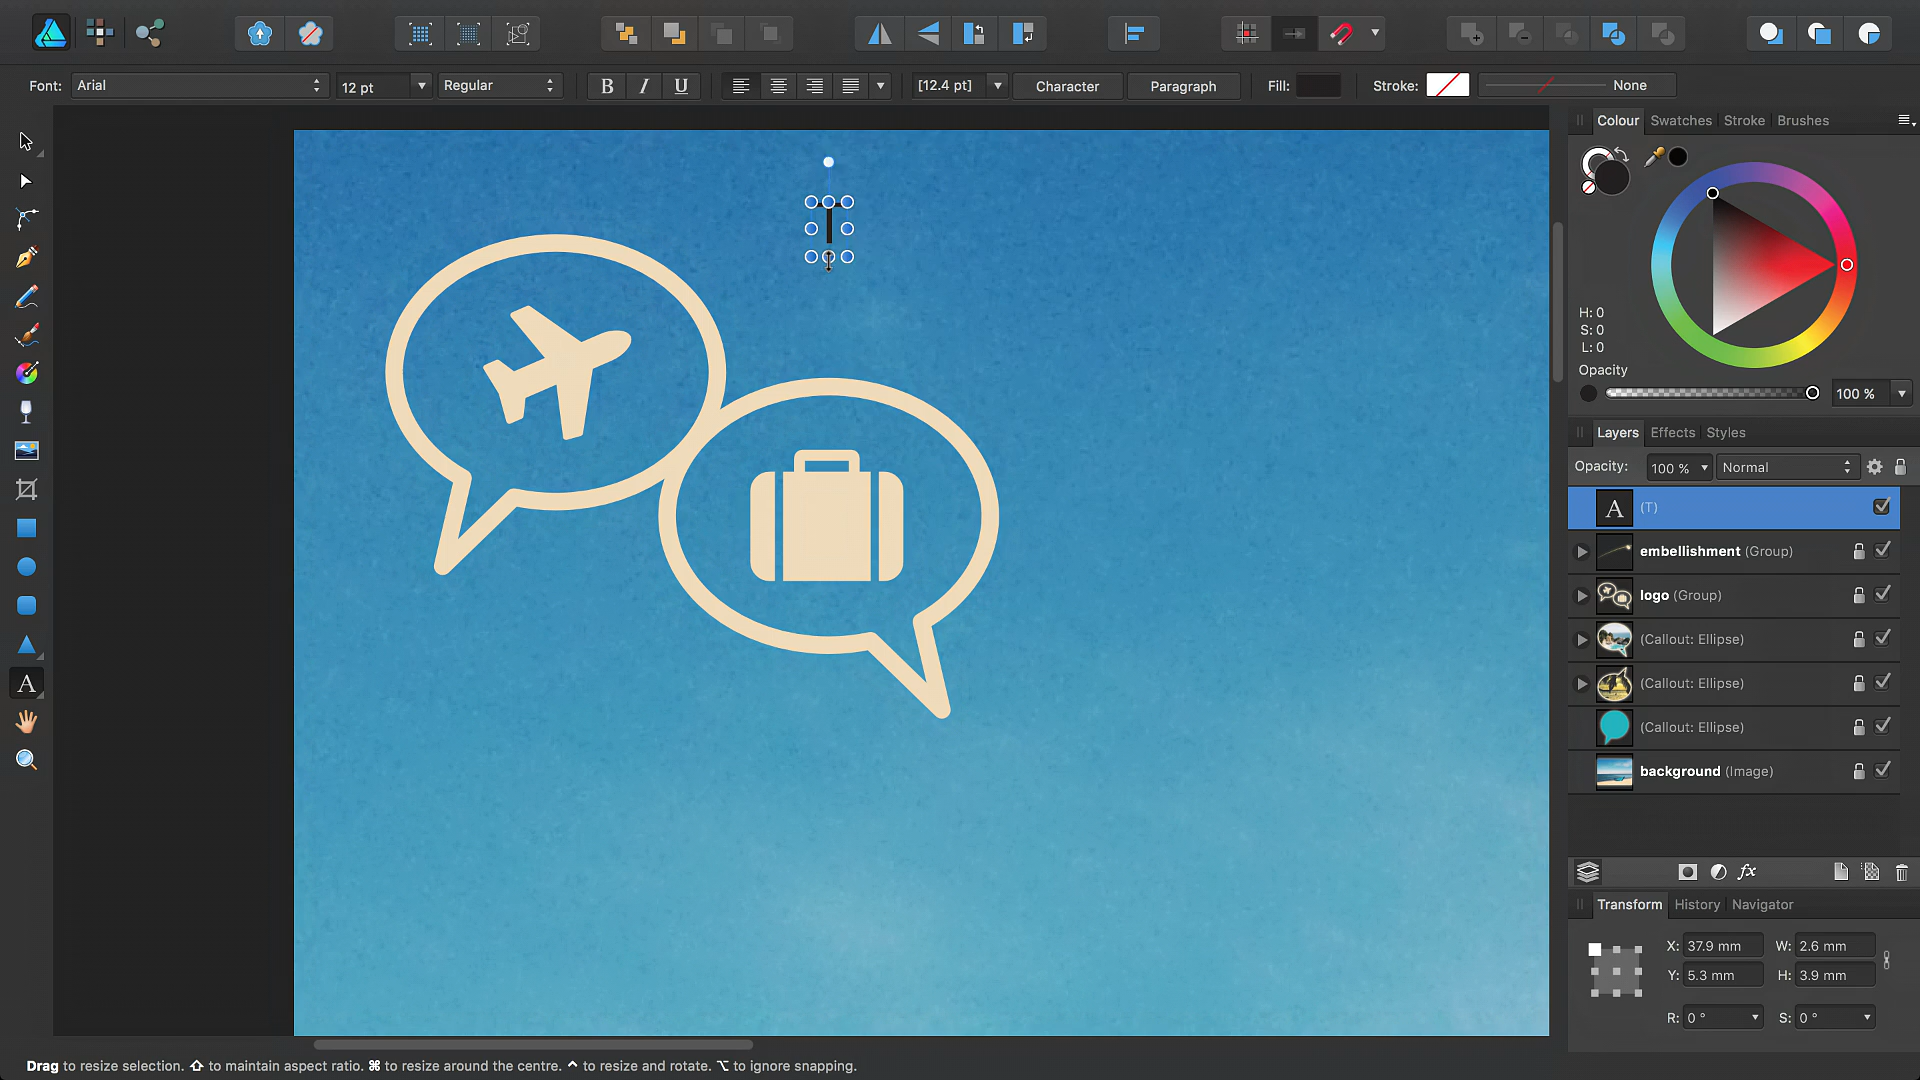 Font: Arial 12 pt Regular B I U [12.4 pt] Character Paragraph Fill: Stroke: None
T
A
Colour Swatches Stroke Brushes
H: 0
S: 0
L: 0
Opacity
100 %
Layers Effects Styles
Opacity: 100 % Normal
A (T)
embellishment (Group)
logo (Group)
(Callout: Ellipse)
(Callout: Ellipse)
(Callout: Ellipse)
background (Image)
fx
Transform History Navigator
X: 37.9 mm W: 2.6 mm
Y: 5.3 mm H: 3.9 mm
R: 0 ° S: 0 °
Drag to resize selection. ⇧ to maintain aspect ratio. ⌘ to resize around the centre. ^ to resize and rotate. ⌥ to ignore snapping.